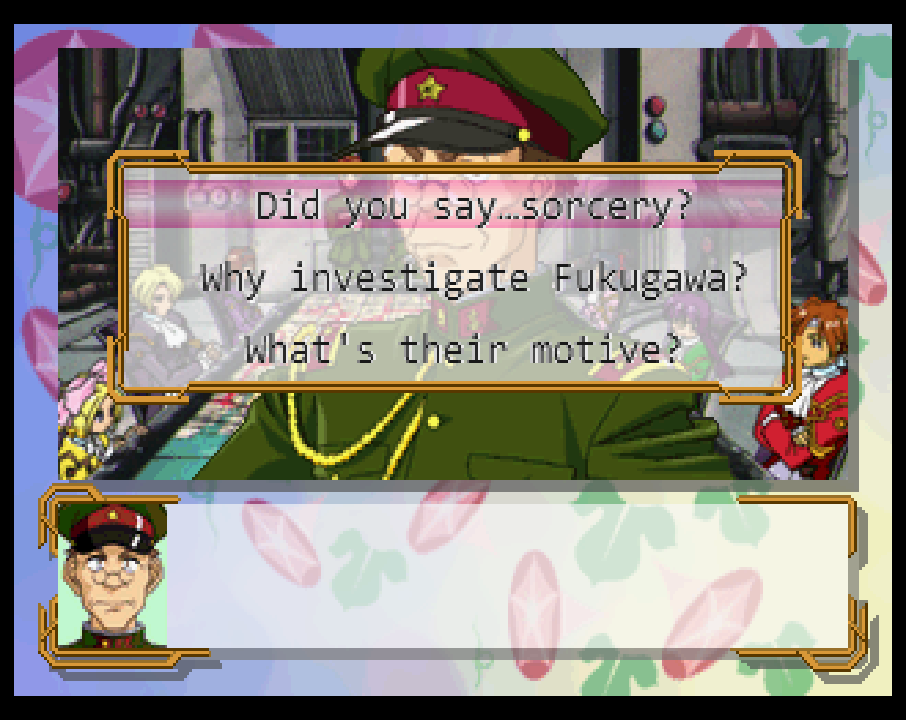 Did you say…sorcery?
Why investigate Fukugawa?
What's their motive?